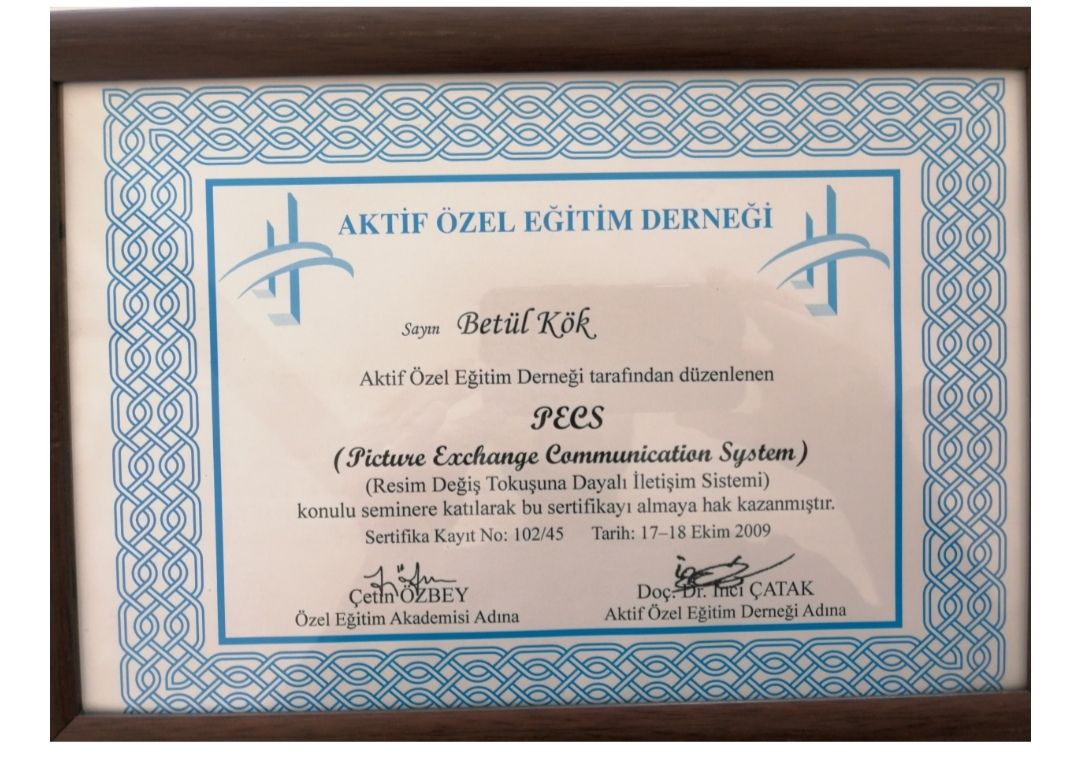 AKTİF ÖZEL EĞİTİM DERNEĞİ
Sayın Betül Kök
Aktif Özel Eğitim Derneği tarafından düzenlenen
PECS
(Picture Exchange Communication System)
(Resim Değiş Tokuşuna Dayalı İletişim Sistemi)
konulu seminere katılarak bu sertifikayı almaya hak kazanmıştır.
Sertifika Kayıt No: 102/45 Tarih: 17–18 Ekim 2009
Çetin ÖZBEY Doç. Dr. İnci ÇATAK
Özel Eğitim Akademisi Adına Aktif Özel Eğitim Derneği Adına